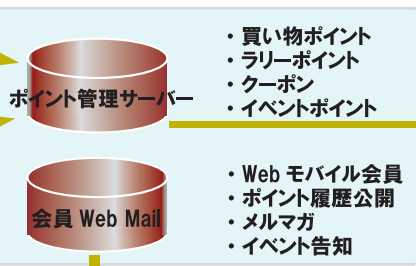 ・買い物ポイント
・ラリーポイント
・クーポン
・イベントポイント
ポイント管理サーバー
・Web モバイル会員
・ポイント履歴公開
・メルマガ
・イベント告知
会員 Web Mail